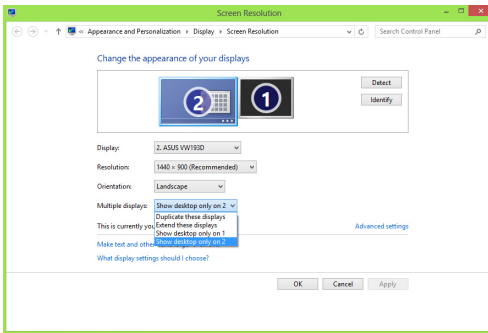 Screen Resolution
« Appearance and Personalization › Display › Screen Resolution
Search Control Panel
Change the appearance of your displays
2
1
Detect
Identify
Display: 2. ASUS VW193D
Resolution: 1440 × 900 (Recommended)
Orientation: Landscape
Multiple displays: Show desktop only on 2
Duplicate these displays
Extend these displays
Show desktop only on 1
Show desktop only on 2
This is currently you
Advanced settings
Make text and othe
What display settings should I choose?
OK Cancel Apply